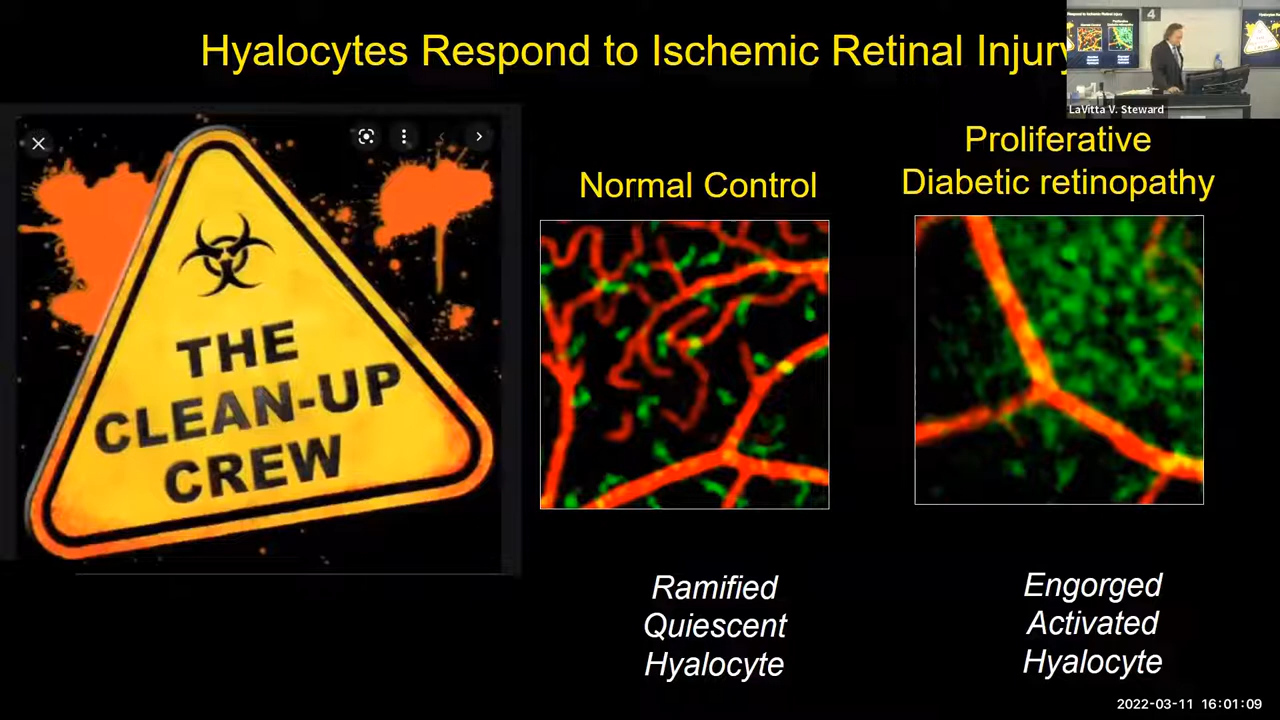 Hyalocytes Respond to Ischemic Retinal Injury
4
LaVitta V. Steward
THE
CLEAN-UP
CREW
Normal Control
Proliferative
Diabetic retinopathy
Ramified
Quiescent
Hyalocyte
Engorged
Activated
Hyalocyte
2022-03-11 16:01:09